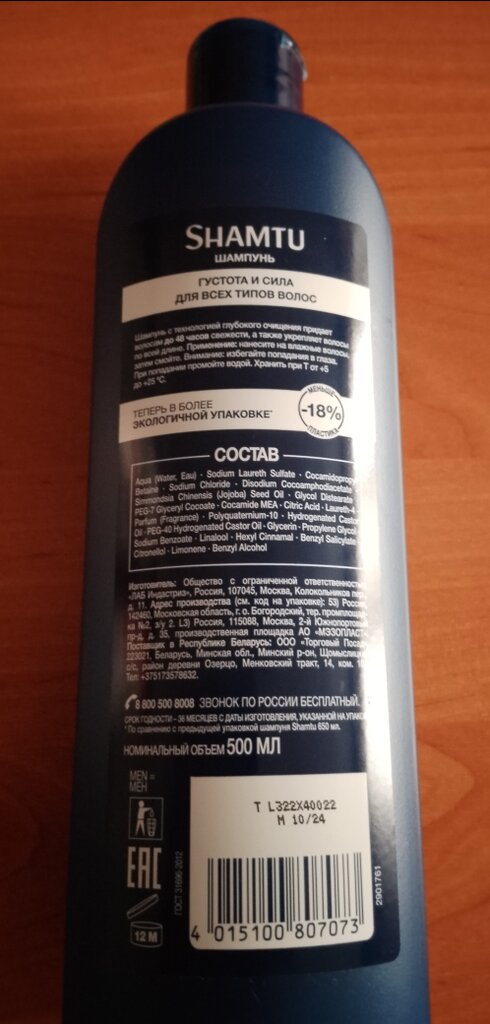 SHAMTU
ШАМПУНЬ
ГУСТОТА И СИЛА
ДЛЯ ВСЕХ ТИПОВ ВОЛОС
Шампунь с технологией глубокого очищения придает
волосам до 48 часов свежести, а также укрепляет волосы
по всей длине. Применение: нанесите на влажные волосы,
затем смойте. Внимание: избегайте попадания в глаза.
При попадании промойте водой. Хранить при Т от +5
до +25 °С.
ТЕПЕРЬ В БОЛЕЕ
ЭКОЛОГИЧНОЙ УПАКОВКЕ*
МЕНЬШЕ
-18%
ПЛАСТИКА
СОСТАВ
Aqua (Water, Eau) · Sodium Laureth Sulfate · Cocamidopropyl
Betaine · Sodium Chloride · Disodium Cocoamphodiacetate ·
Simmondsia Chinensis (Jojoba) Seed Oil · Glycol Distearate ·
PEG-7 Glyceryl Cocoate · Cocamide MEA · Citric Acid · Laureth-4 ·
Parfum (Fragrance) · Polyquaternium-10 · Hydrogenated Castor
Oil · PEG-40 Hydrogenated Castor Oil · Glycerin · Propylene Glycol ·
Sodium Benzoate · Linalool · Hexyl Cinnamal · Benzyl Salicylate ·
Citronellol · Limonene · Benzyl Alcohol
Изготовитель: Общество с ограниченной ответственностью
«ЛАБ Индастриз», Россия, 107045, Москва, Колокольников пер.,
д. 11. Адрес производства (см. код на упаковке): 53) Россия,
142460, Московская область, г. о. Богородский, тер. промплощад-
ка №2, з/у 2. L3) Россия, 115088, Москва, 2-й Южнопортовый
пр-д, д. 35, производственная площадка АО «МЭЗОПЛАСТ»
Поставщик в Республику Беларусь: ООО «Торговый Посад»,
223021, Беларусь, Минская обл., Минский р-он, Щомыслицкий
с/с, район деревни Озерцо, Меньковский тракт, 14, ком. 10
Тел: +375173578632.
8 800 500 8008 ЗВОНОК ПО РОССИИ БЕСПЛАТНЫЙ.
СРОК ГОДНОСТИ – 36 МЕСЯЦЕВ С ДАТЫ ИЗГОТОВЛЕНИЯ, УКАЗАННОЙ НА УПАКОВКЕ
* По сравнению с предыдущей упаковкой шампуня Shamtu 650 мл.
НОМИНАЛЬНЫЙ ОБЪЕМ 500 МЛ
MEN =
МЕН
T L322X40022
M 10/24
EAC
ГОСТ 31696-2012
12 M
4 015100 807073
2901761